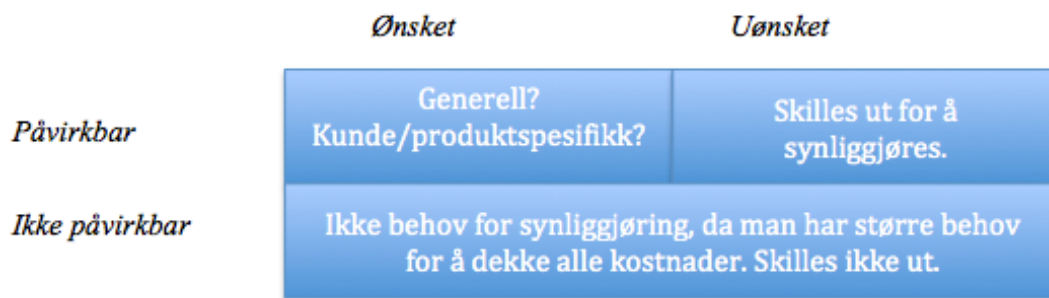 Ønsket
Uønsket
Påvirkbar
Generell?
Kunde/produktspesifikk?
Skilles ut for å
synliggjøres.
Ikke påvirkbar
Ikke behov for synliggjøring, da man har større behov
for å dekke alle kostnader. Skilles ikke ut.